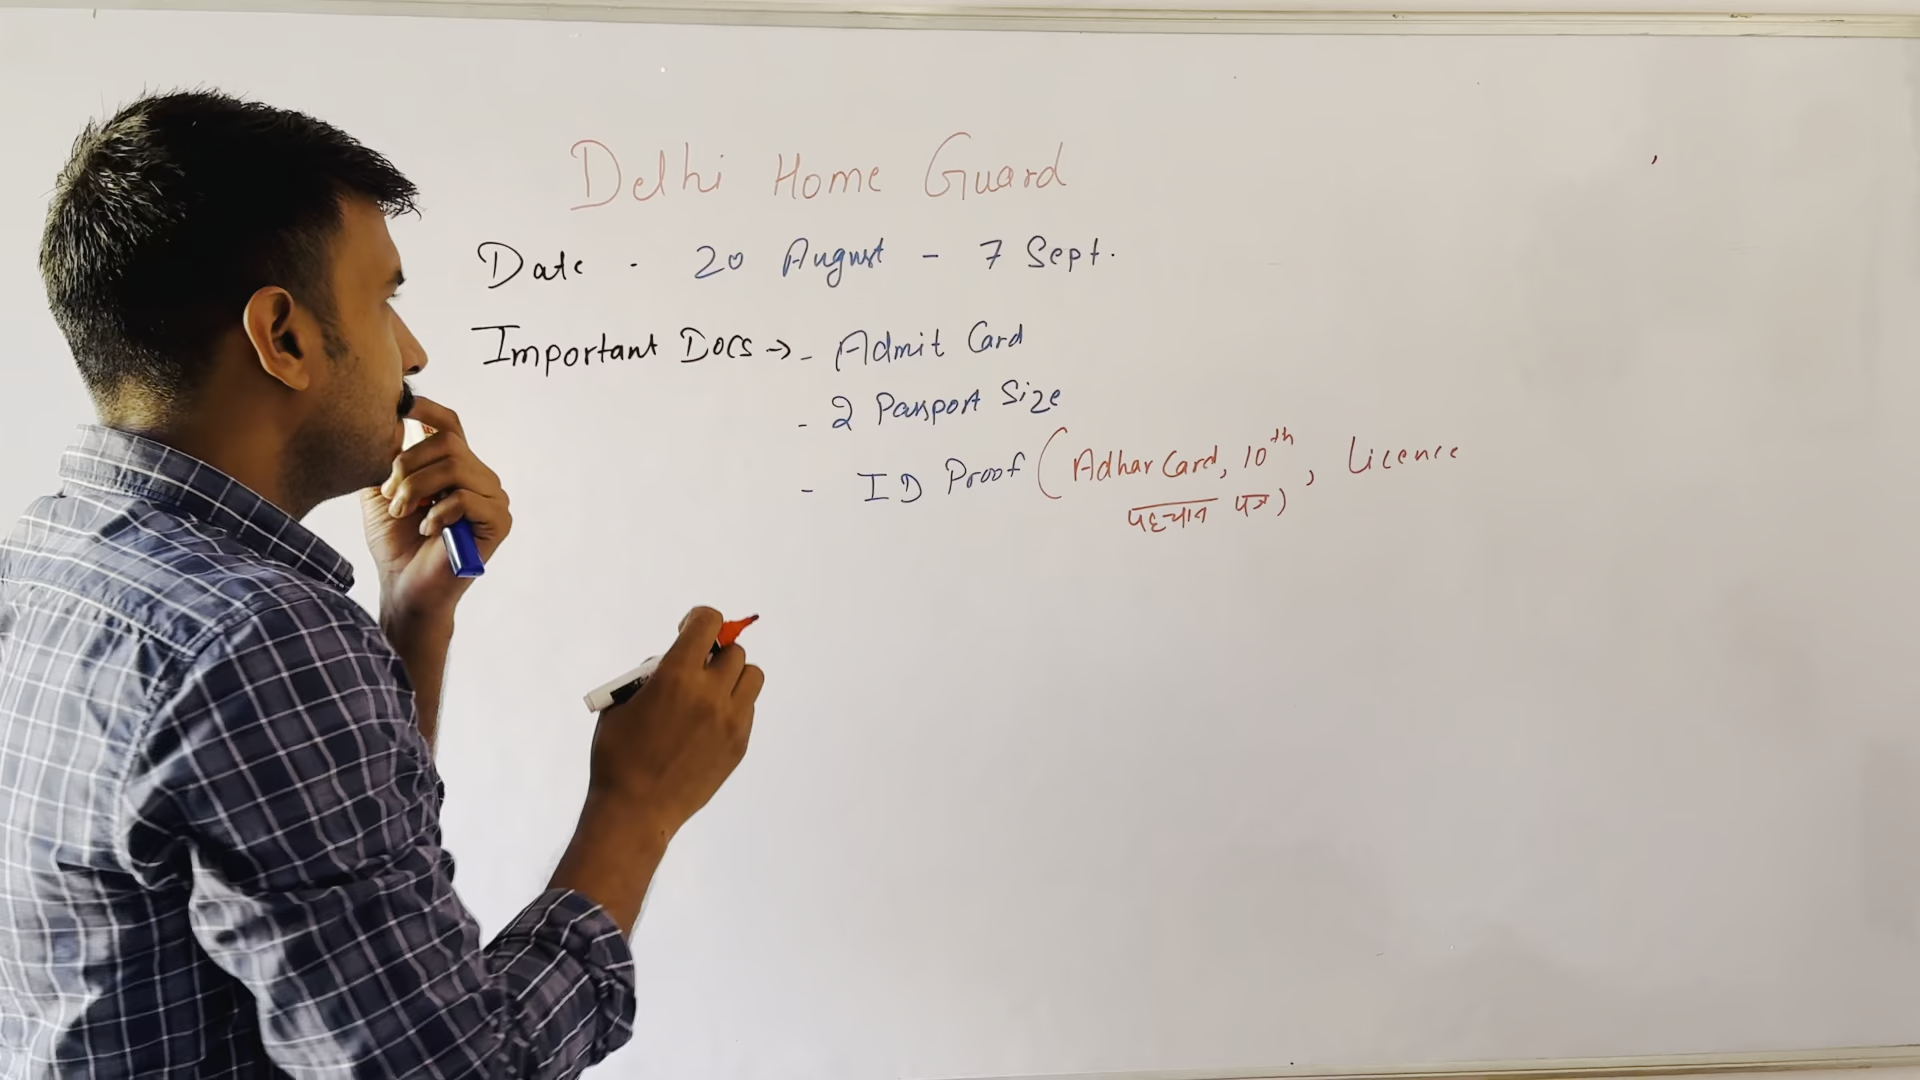 Delhi Home Guard
Date - 20 August - 7 Sept.
Important Docs → - Admit Card
- 2 Passport Size
- ID Proof (Adhar Card, 10th, Licence
पहचान पत्र)